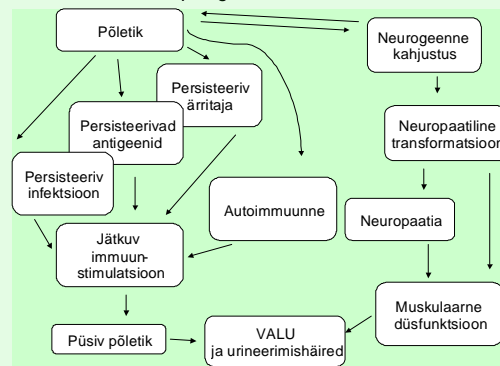 Põletik
Neurogeenne
kahjustus
Persisteeriv
ärritaja
Persisteerivad
antigeenid
Neuropaatiline
transformatsioon
Persisteeriv
infektsioon
Autoimmuunne
Neuropaatia
Jätkuv
immuun-
stimulatsioon
Muskulaarne
düsfunktsioon
Püsiv põletik
VALU
ja urineerimishäired